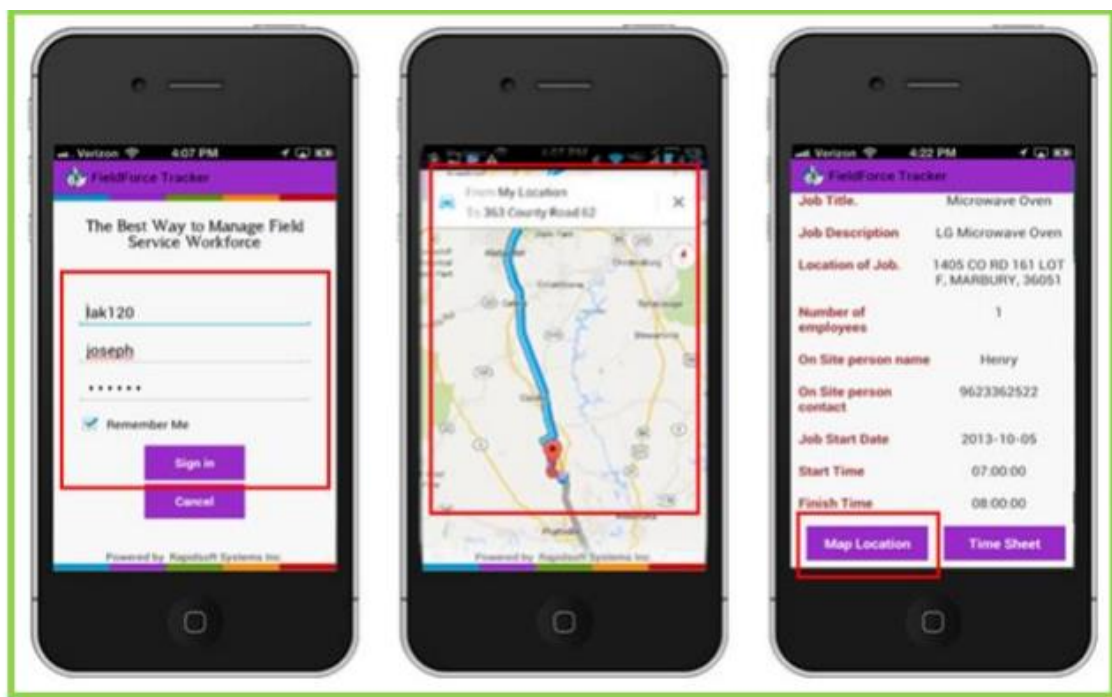 Verizon 4:07 PM
FieldForce Tracker
The Best Way to Manage Field
Service Workforce
lak120
joseph
••••••
Remember Me
Sign in
Cancel
Powered by Rapidsoft Systems Inc
From My Location
To 363 County Road 62
Powered by Rapidsoft Systems Inc
Verizon 4:22 PM
FieldForce Tracker
Job Title. Microwave Oven
Job Description LG Microwave Oven
Location of Job. 1405 CO RD 161 LOT
F, MARBURY, 36051
Number of 1
employees
On Site person name Henry
On Site person 9623362522
contact
Job Start Date 2013-10-05
Start Time 07:00:00
Finish Time 08:00:00
Map Location Time Sheet